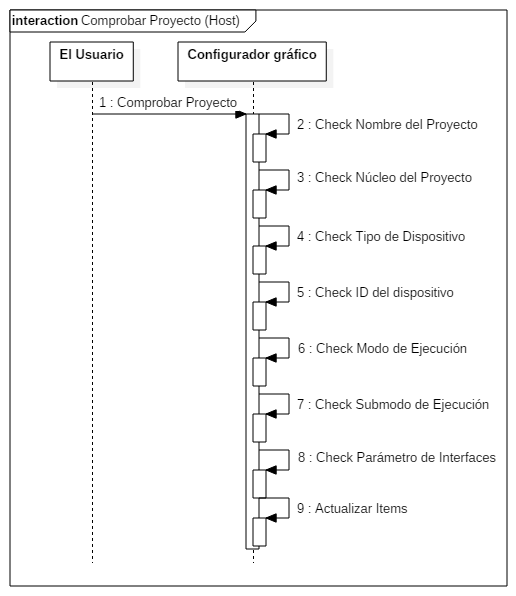 interaction Comprobar Proyecto (Host)
El Usuario
Configurador gráfico
1 : Comprobar Proyecto
2 : Check Nombre del Proyecto
3 : Check Núcleo del Proyecto
4 : Check Tipo de Dispositivo
5 : Check ID del dispositivo
6 : Check Modo de Ejecución
7 : Check Submodo de Ejecución
8 : Check Parámetro de Interfaces
9 : Actualizar Items